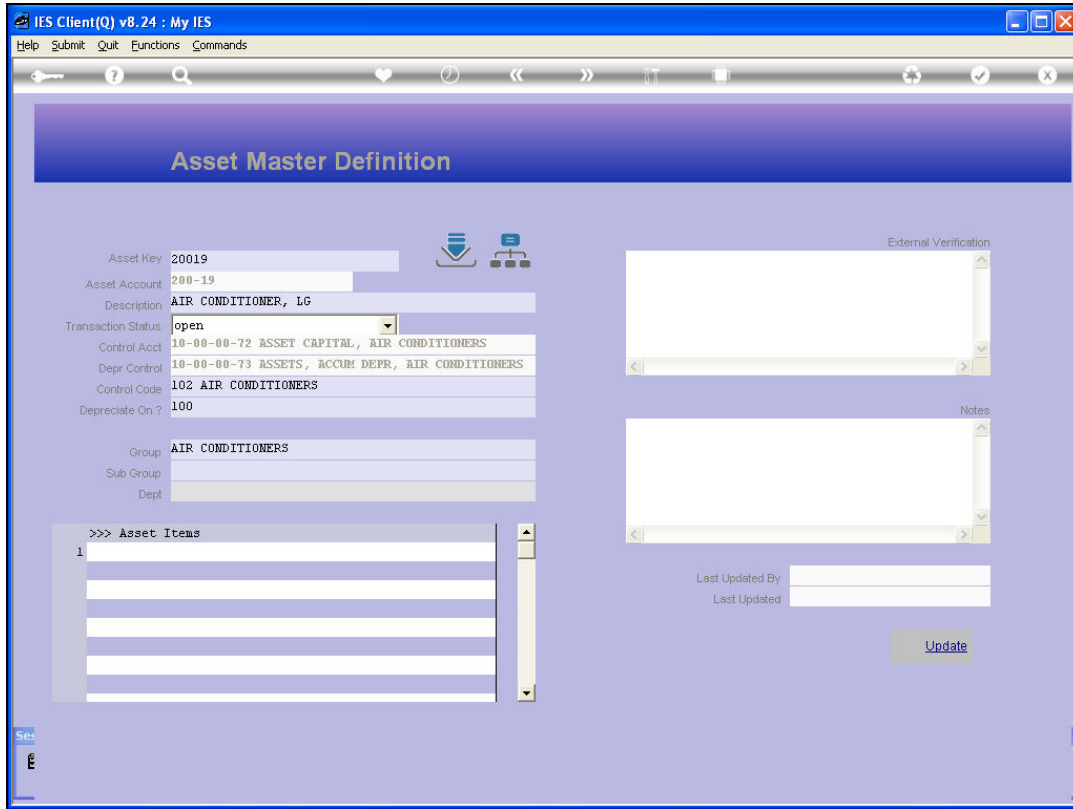 IES Client(Q) v8.24 : My IES
Help Submit Quit Functions Commands
Asset Master Definition
Asset Key 20019
Asset Account 200-19
Description AIR CONDITIONER, LG
Transaction Status open
Control Acct 10-00-00-72 ASSET CAPITAL, AIR CONDITIONERS
Depr Control 10-00-00-73 ASSETS, ACCUM DEPR, AIR CONDITIONERS
Control Code 102 AIR CONDITIONERS
Depreciate On ? 100
Group AIR CONDITIONERS
Sub Group
Dept
>>> Asset Items
1
External Verification
Notes
Last Updated By
Last Updated
Update
Ses